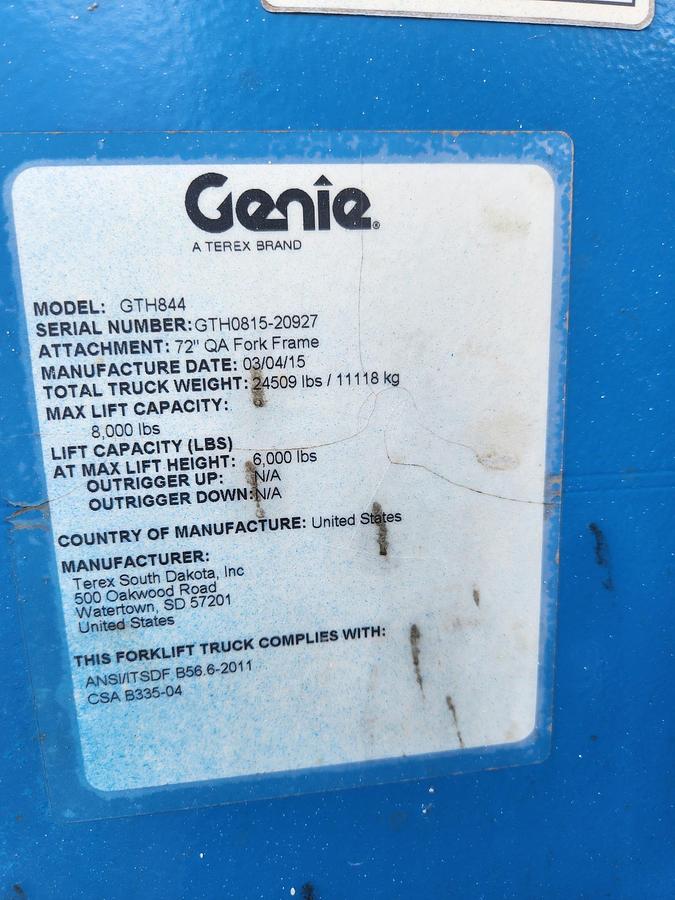 Genie®
A TEREX BRAND
MODEL: GTH844
SERIAL NUMBER: GTH0815-20927
ATTACHMENT: 72" QA Fork Frame
MANUFACTURE DATE: 03/04/15
TOTAL TRUCK WEIGHT: 24509 lbs / 11118 kg
MAX LIFT CAPACITY:
8,000 lbs
LIFT CAPACITY (LBS)
AT MAX LIFT HEIGHT: 6,000 lbs
OUTRIGGER UP: N/A
OUTRIGGER DOWN: N/A
COUNTRY OF MANUFACTURE: United States
MANUFACTURER:
Terex South Dakota, Inc
500 Oakwood Road
Watertown, SD 57201
United States
THIS FORKLIFT TRUCK COMPLIES WITH:
ANSI/ITSDF B56.6-2011
CSA B335-04